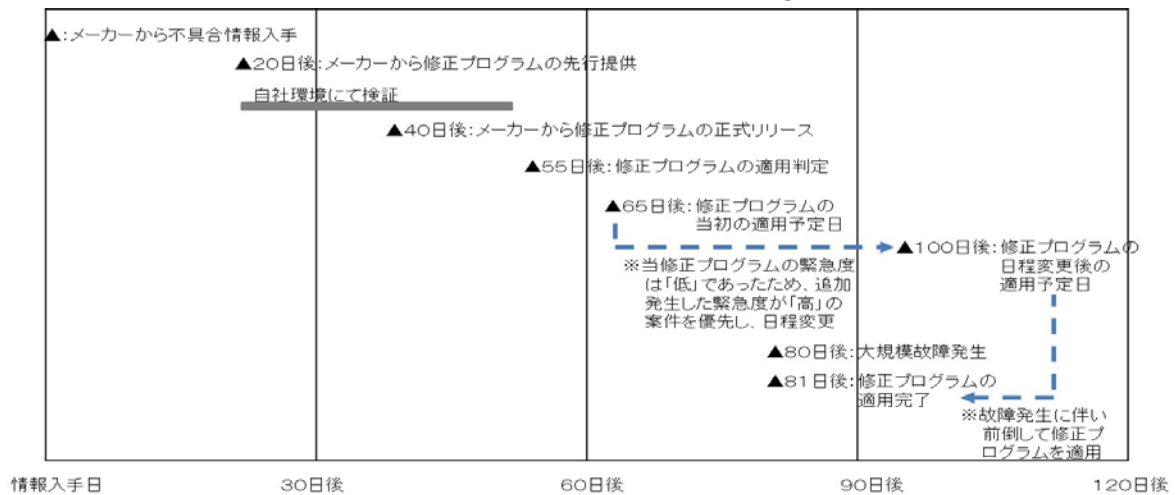 ▲:メーカーから不具合情報入手
▲20日後:メーカーから修正プログラムの先行提供
自社環境にて検証
▲40日後:メーカーから修正プログラムの正式リリース
▲55日後:修正プログラムの適用判定
▲65日後:修正プログラムの
当初の適用予定日
▲100日後:修正プログラムの
日程変更後の
適用予定日
※当修正プログラムの緊急度
は「低」であったため、追加
発生した緊急度が「高」の
案件を優先し、日程変更
▲80日後:大規模故障発生
▲81日後:修正プログラムの
適用完了
※故障発生に伴い
前倒して修正プ
ログラムを適用
情報入手日
30日後
60日後
90日後
120日後